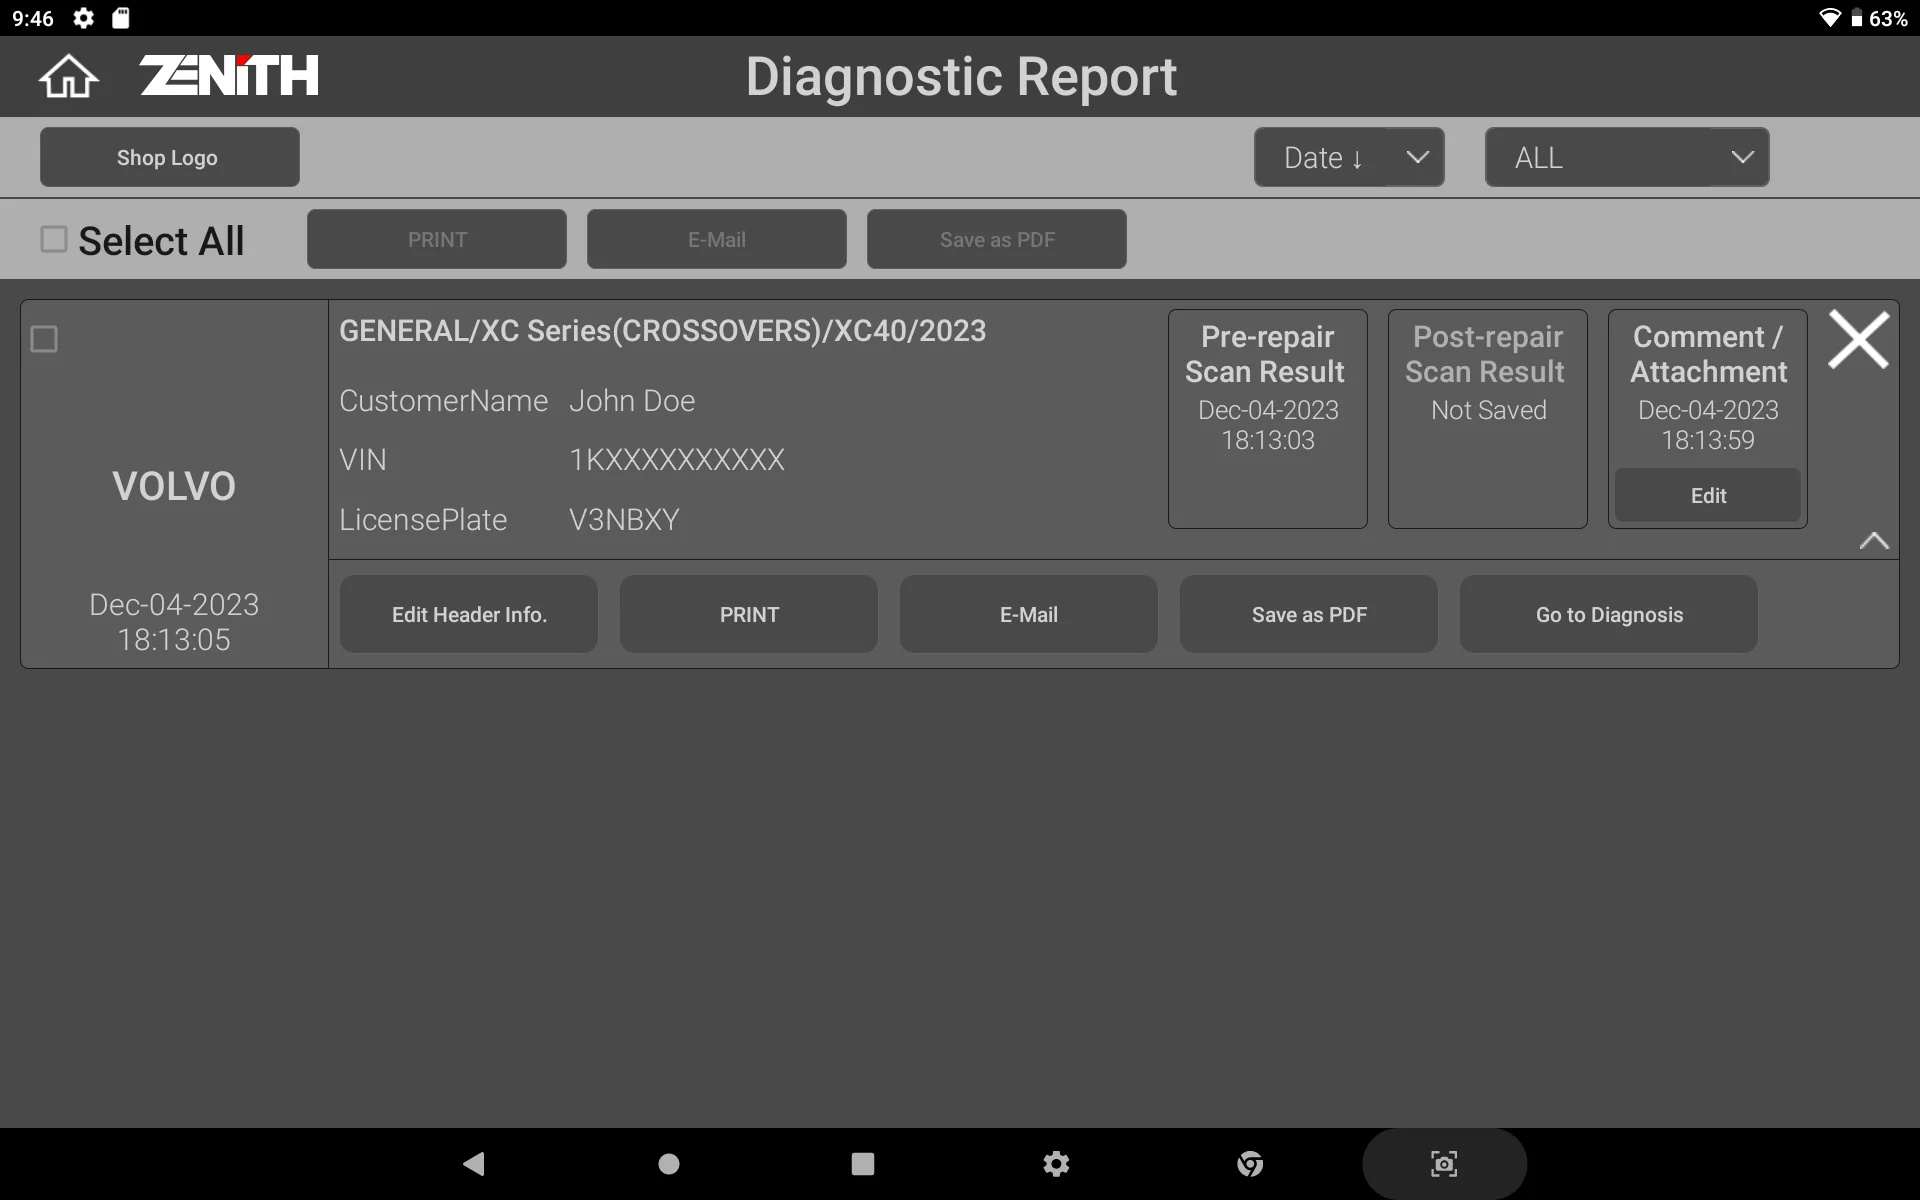 9:46
63%
ZENITH
Diagnostic Report
Shop Logo
Date ↓
ALL
Select All
PRINT
E-Mail
Save as PDF
GENERAL/XC Series(CROSSOVERS)/XC40/2023
CustomerName John Doe
VIN 1KXXXXXXXXXX
LicensePlate V3NBXY
VOLVO
Dec-04-2023
18:13:05
Pre-repair
Scan Result
Dec-04-2023
18:13:03
Post-repair
Scan Result
Not Saved
Comment /
Attachment
Dec-04-2023
18:13:59
Edit
Edit Header Info.
PRINT
E-Mail
Save as PDF
Go to Diagnosis